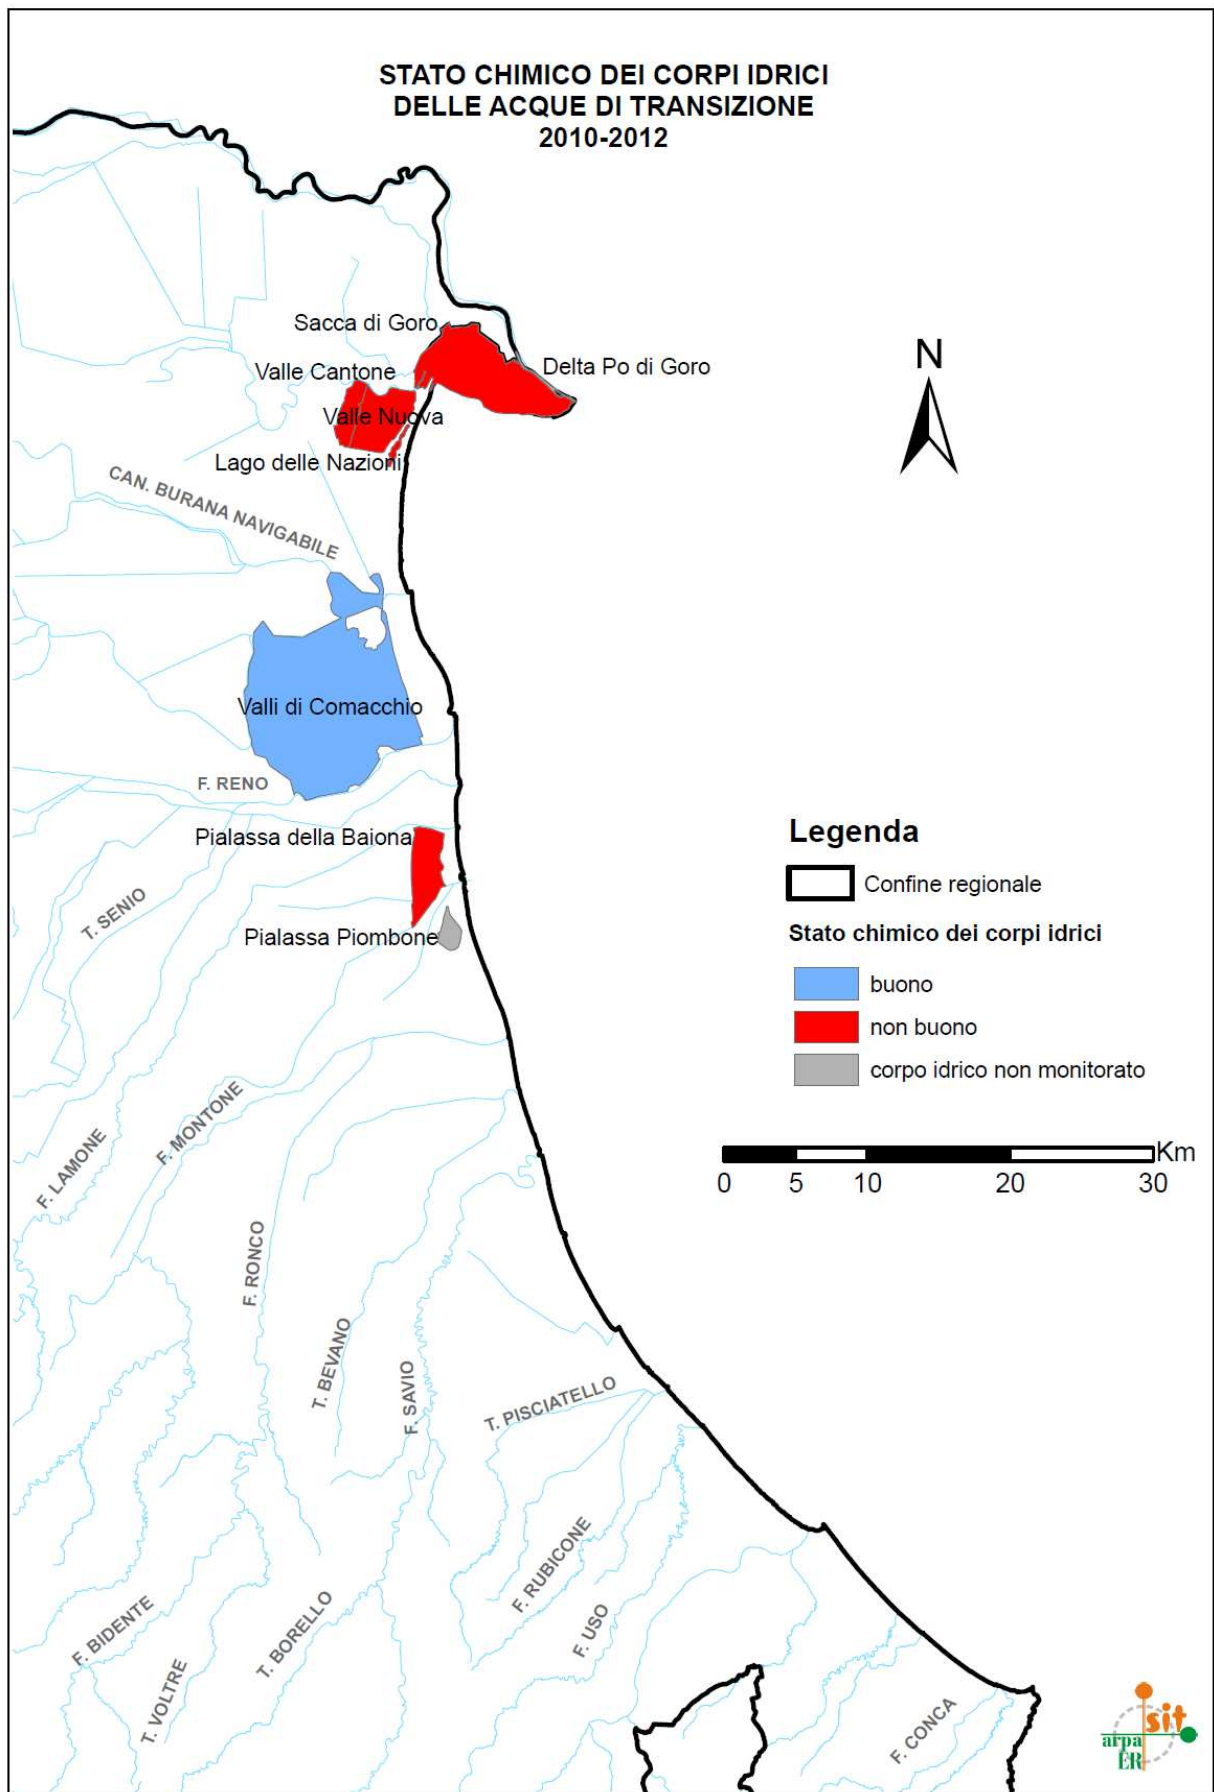 STATO CHIMICO DEI CORPI IDRICI
DELLE ACQUE DI TRANSIZIONE
2010-2012
Sacca di Goro
Delta Po di Goro
Valle Cantone
Valle Nuova
Lago delle Nazioni
N
CAN. BURANA NAVIGABILE
Valli di Comacchio
F. RENO
Pialassa della Baiona
T. SENIO
Pialassa Piombone
Legenda
Confine regionale
Stato chimico dei corpi idrici
buono
non buono
corpo idrico non monitorato
Km
0 5 10 20 30
F. LAMONE
F. MONTONE
F. RONCO
T. BEVANO
F. SAVIO
T. PISCIATELLO
F. RUBICONE
F. USO
F. BIDENTE
T. VOLTRE
T. BORELLO
F. CONCA
sit
arpa
ER